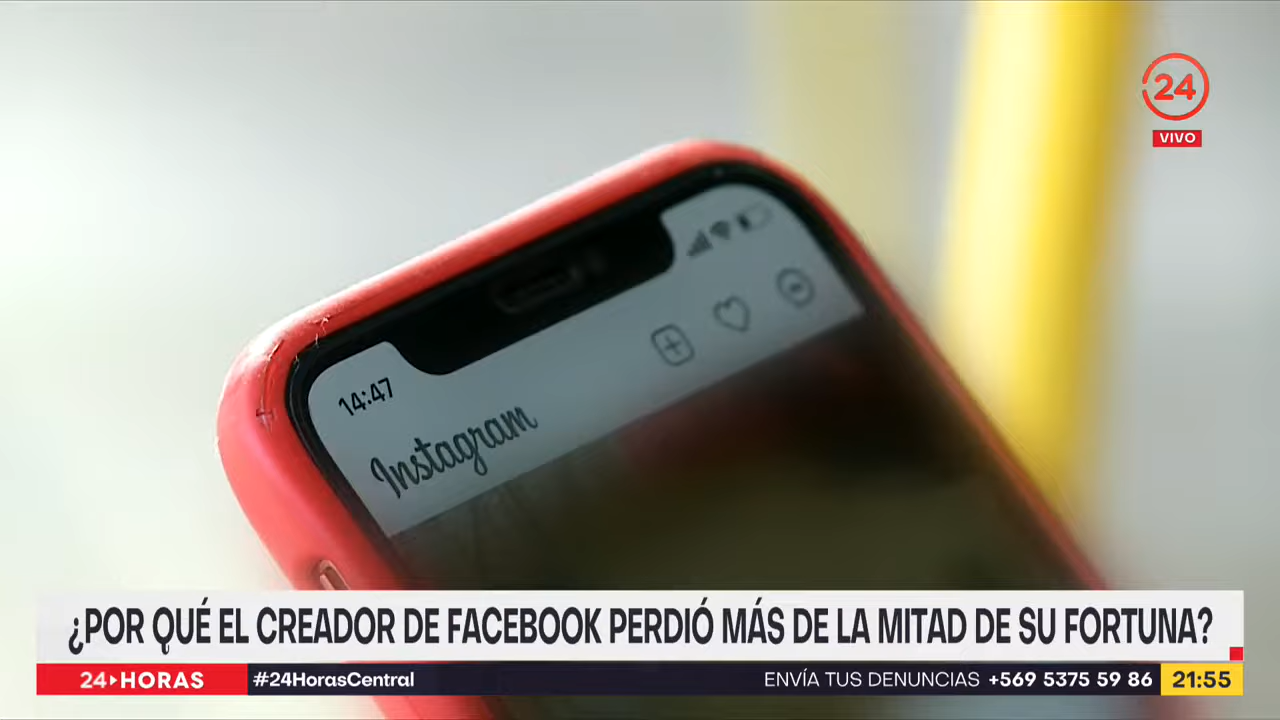 24
VIVO
14:47
Instagram
¿POR QUÉ EL CREADOR DE FACEBOOK PERDIÓ MÁS DE LA MITAD DE SU FORTUNA?
24 HORAS
#24HorasCentral
ENVÍA TUS DENUNCIAS +569 5375 59 86
21:55